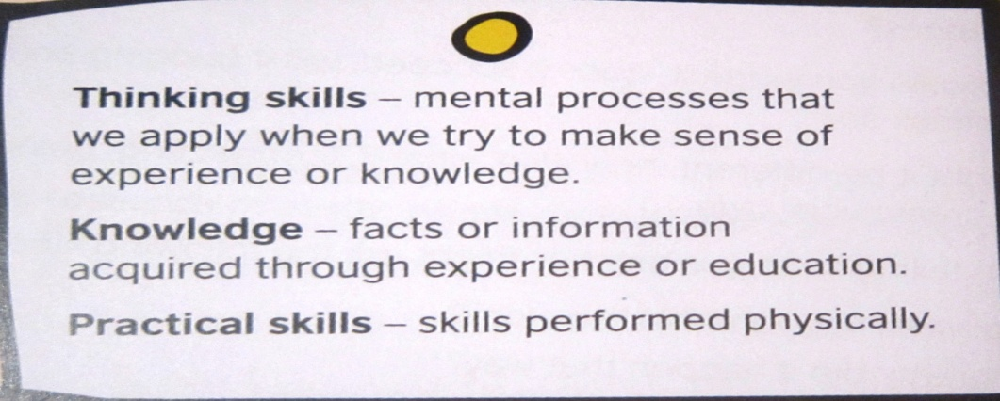 Thinking skills – mental processes that
we apply when we try to make sense of
experience or knowledge.
Knowledge – facts or information
acquired through experience or education.
Practical skills – skills performed physically.